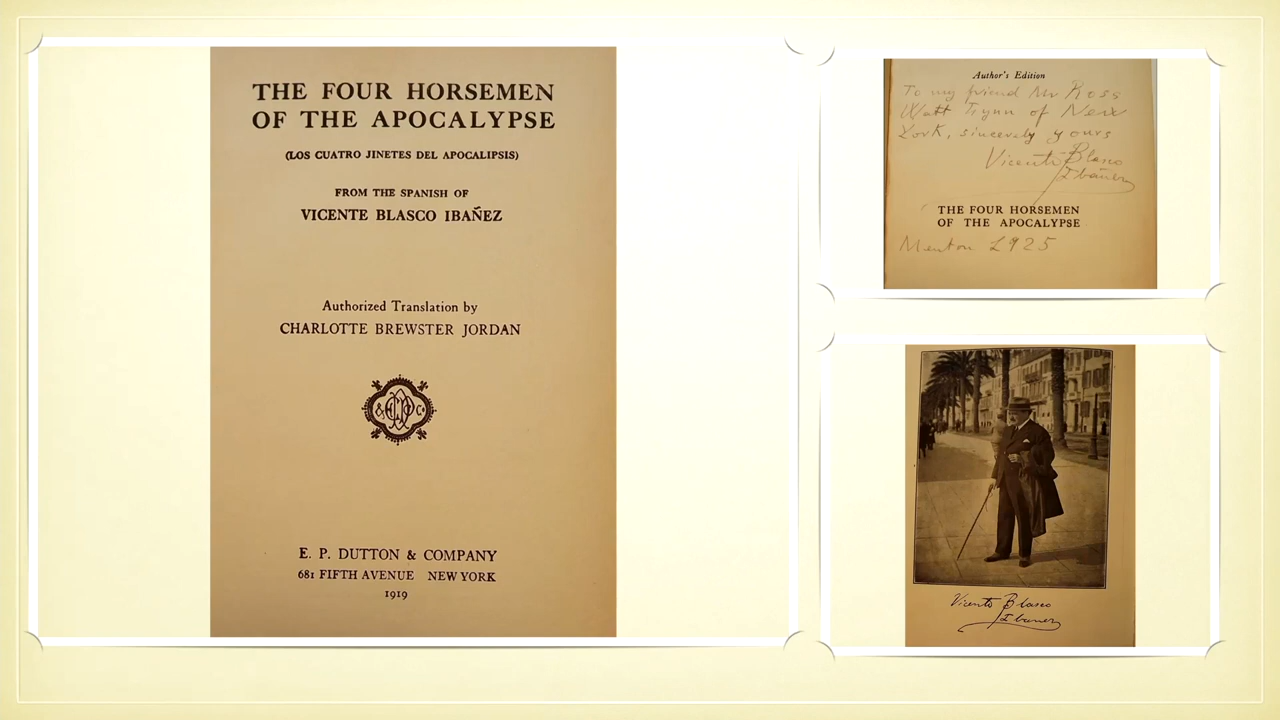 THE FOUR HORSEMEN
OF THE APOCALYPSE
(LOS CUATRO JINETES DEL APOCALIPSIS)
FROM THE SPANISH OF
VICENTE BLASCO IBAÑEZ
Authorized Translation by
CHARLOTTE BREWSTER JORDAN
E. P. DUTTON & COMPANY
681 FIFTH AVENUE NEW YORK
1919
Author's Edition
To my friend Mr Ross
Watt of New
York, sincerely yours
Vicente Blasco
Ibañez
THE FOUR HORSEMEN
OF THE APOCALYPSE
Menton 1925
Vicente Blasco
Ibañez